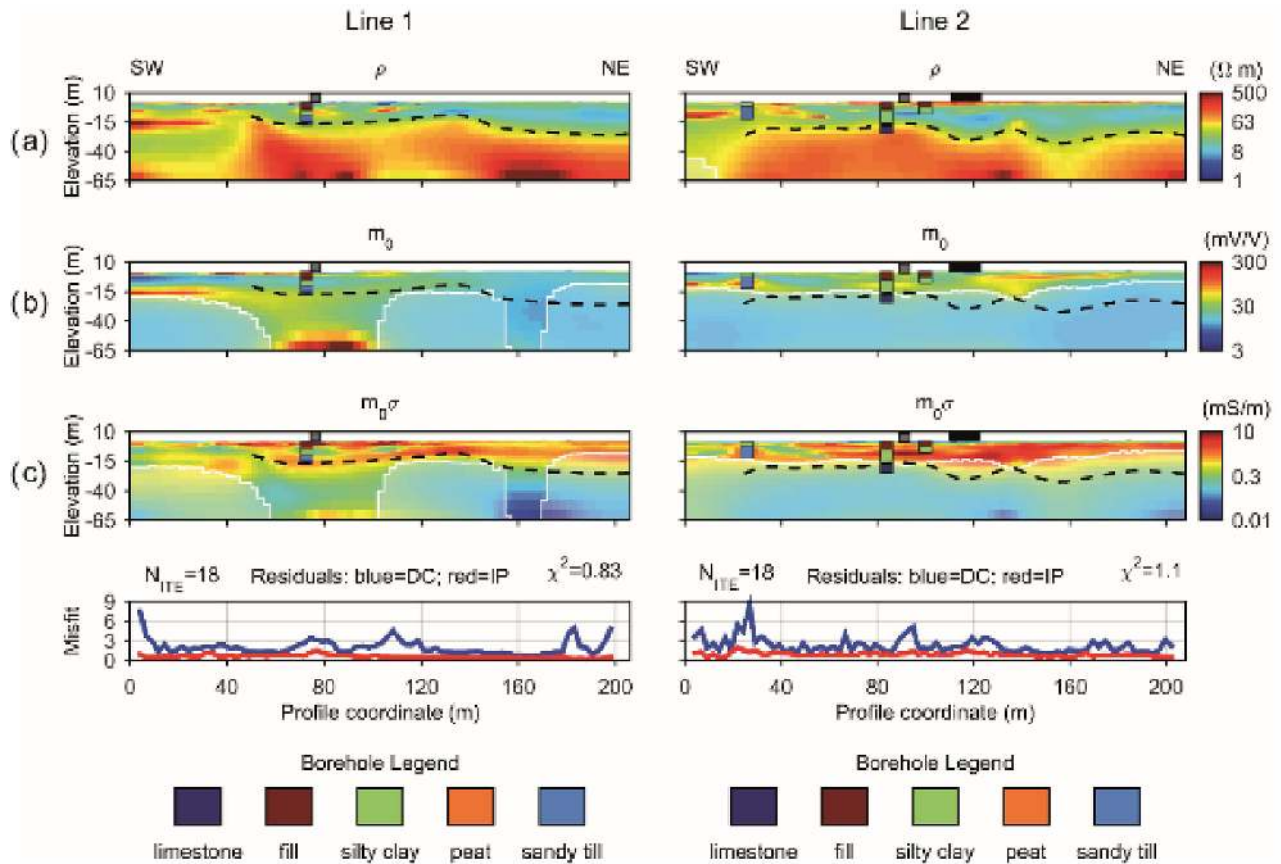 Line 1 Line 2
SW ρ NE SW ρ NE (Ω m)
(a) Elevation (m) 10 -15 -40 -65 500 63 8 1
m0 m0 (mV/V)
(b) Elevation (m) 10 -15 -40 -65 10 -15 -40 -65 300 30 3
m0σ m0σ (mS/m)
(c) Elevation (m) 10 -15 -40 -65 10 -15 -40 -65 10 0.3 0.01
NITE=18 Residuals: blue=DC; red=IP χ2=0.83 NITE=18 Residuals: blue=DC; red=IP χ2=1.1
Misfit 9 6 3 0 9 6 3 0
0 40 80 120 160 200 0 40 80 120 160 200
Profile coordinate (m) Profile coordinate (m)
Borehole Legend Borehole Legend
limestone fill silty clay peat sandy till limestone fill silty clay peat sandy till